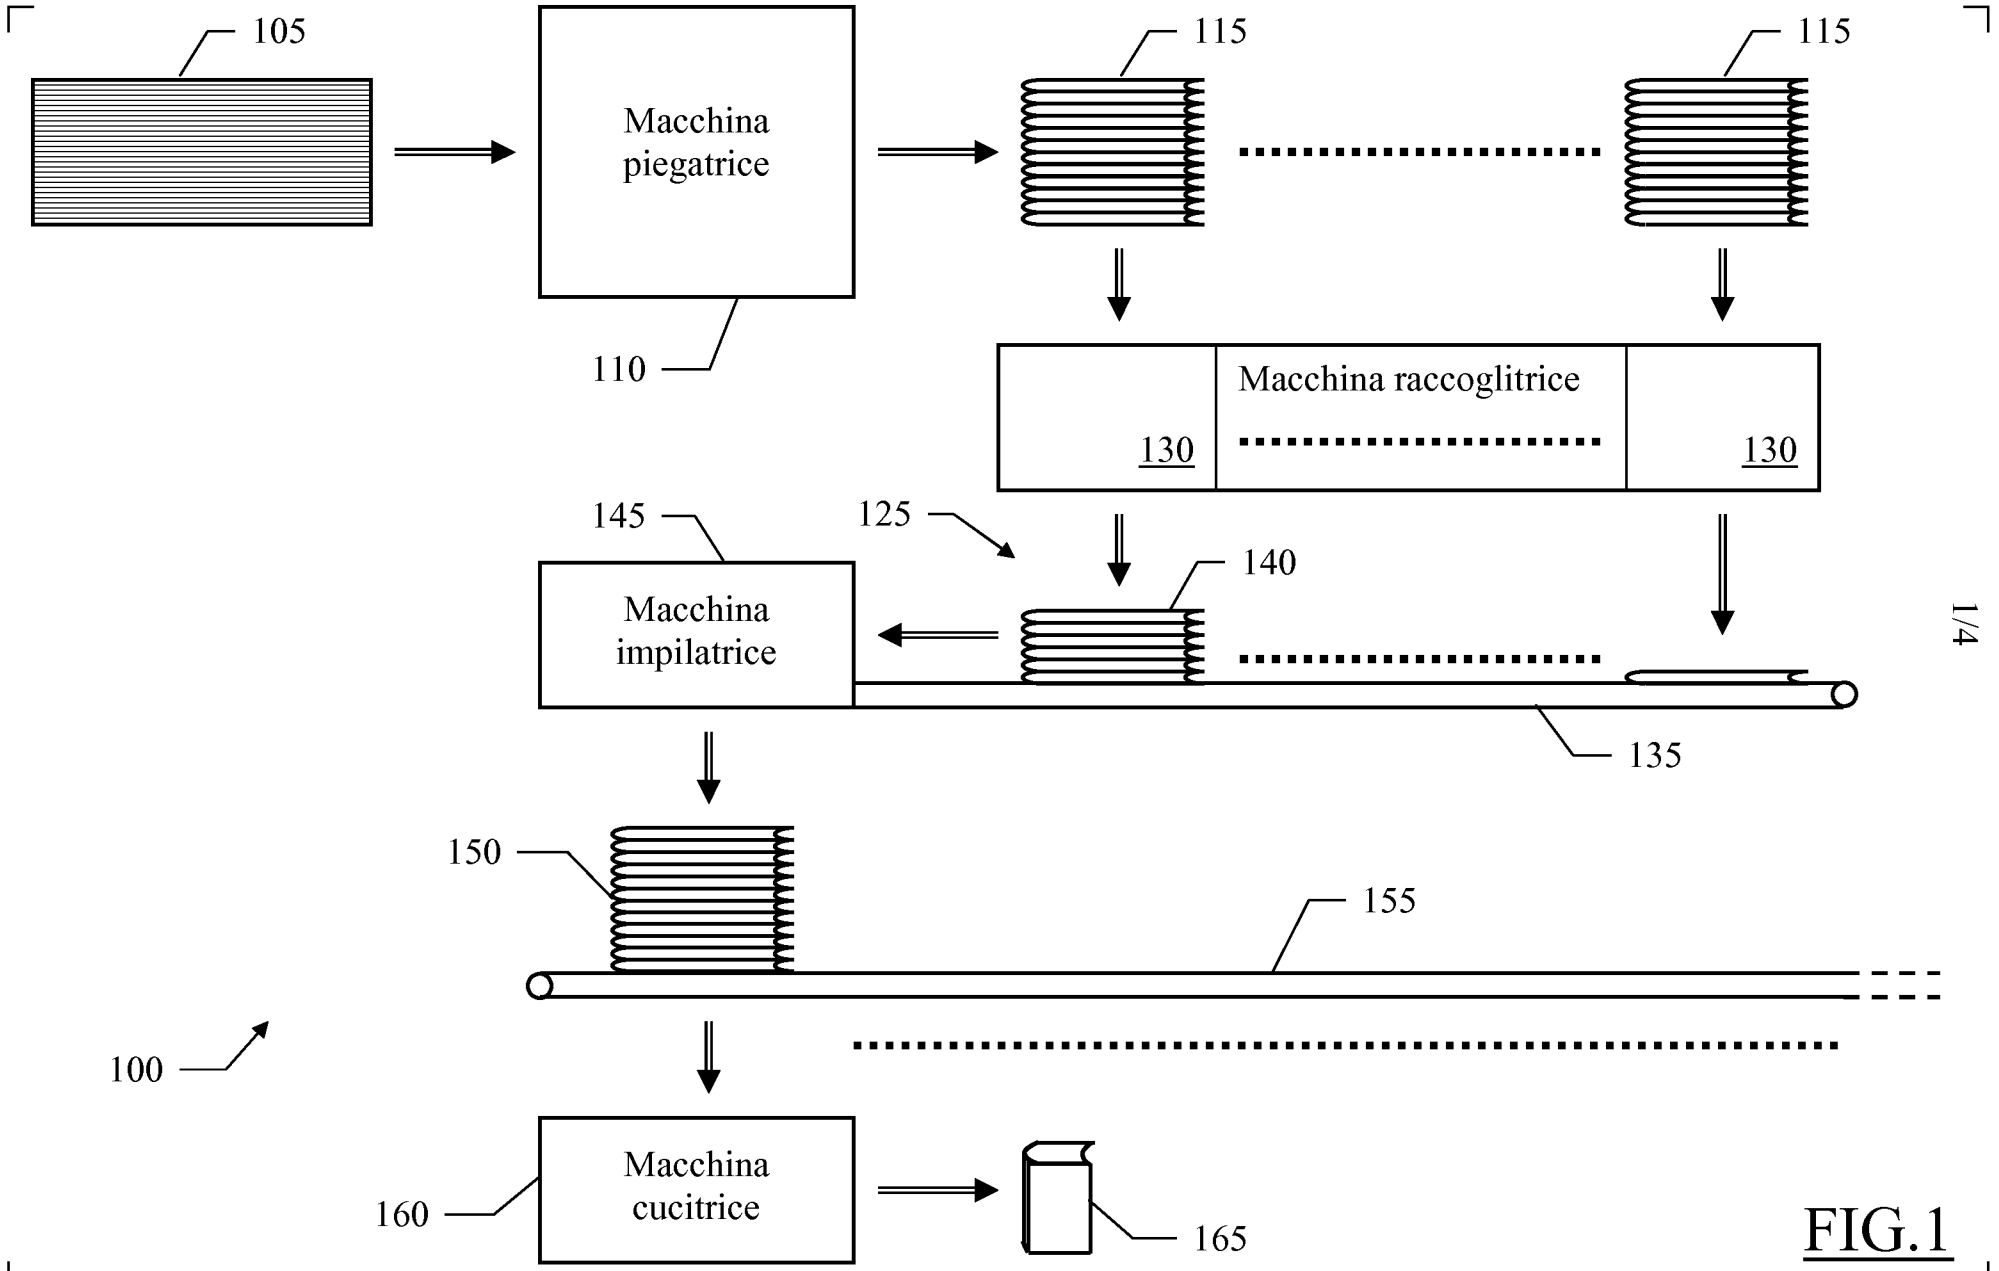 105
115
115
Macchina
piegatrice
110
Macchina raccoglitrice
130
130
125
145
140
Macchina
impilatrice
1/4
135
150
155
100
Macchina
cucitrice
160
165
FIG.1